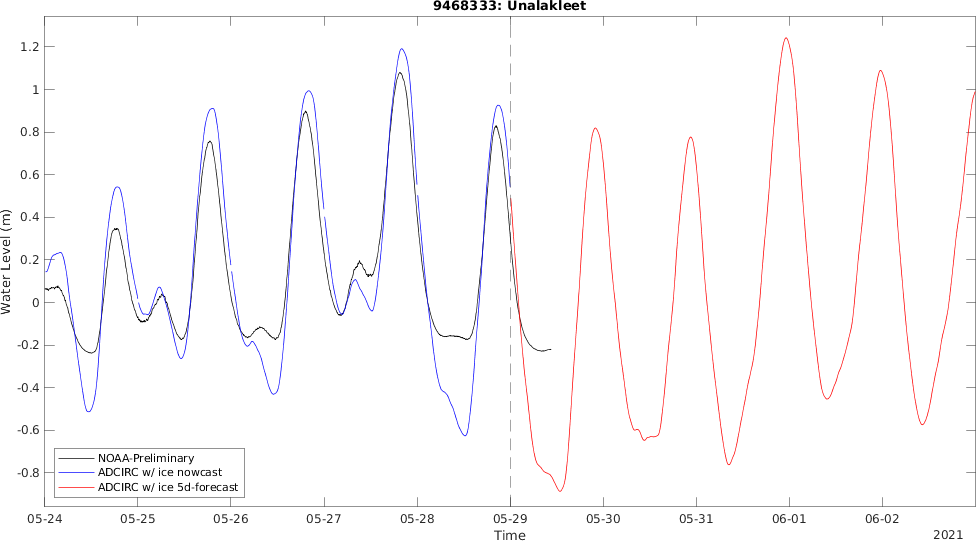 9468333: Unalakleet
Water Level (m)
1.2
1
0.8
0.6
0.4
0.2
0
-0.2
-0.4
-0.6
-0.8
NOAA-Preliminary
ADCIRC w/ ice nowcast
ADCIRC w/ ice 5d-forecast
05-24 05-25 05-26 05-27 05-28 05-29 05-30 05-31 06-01 06-02
Time
2021